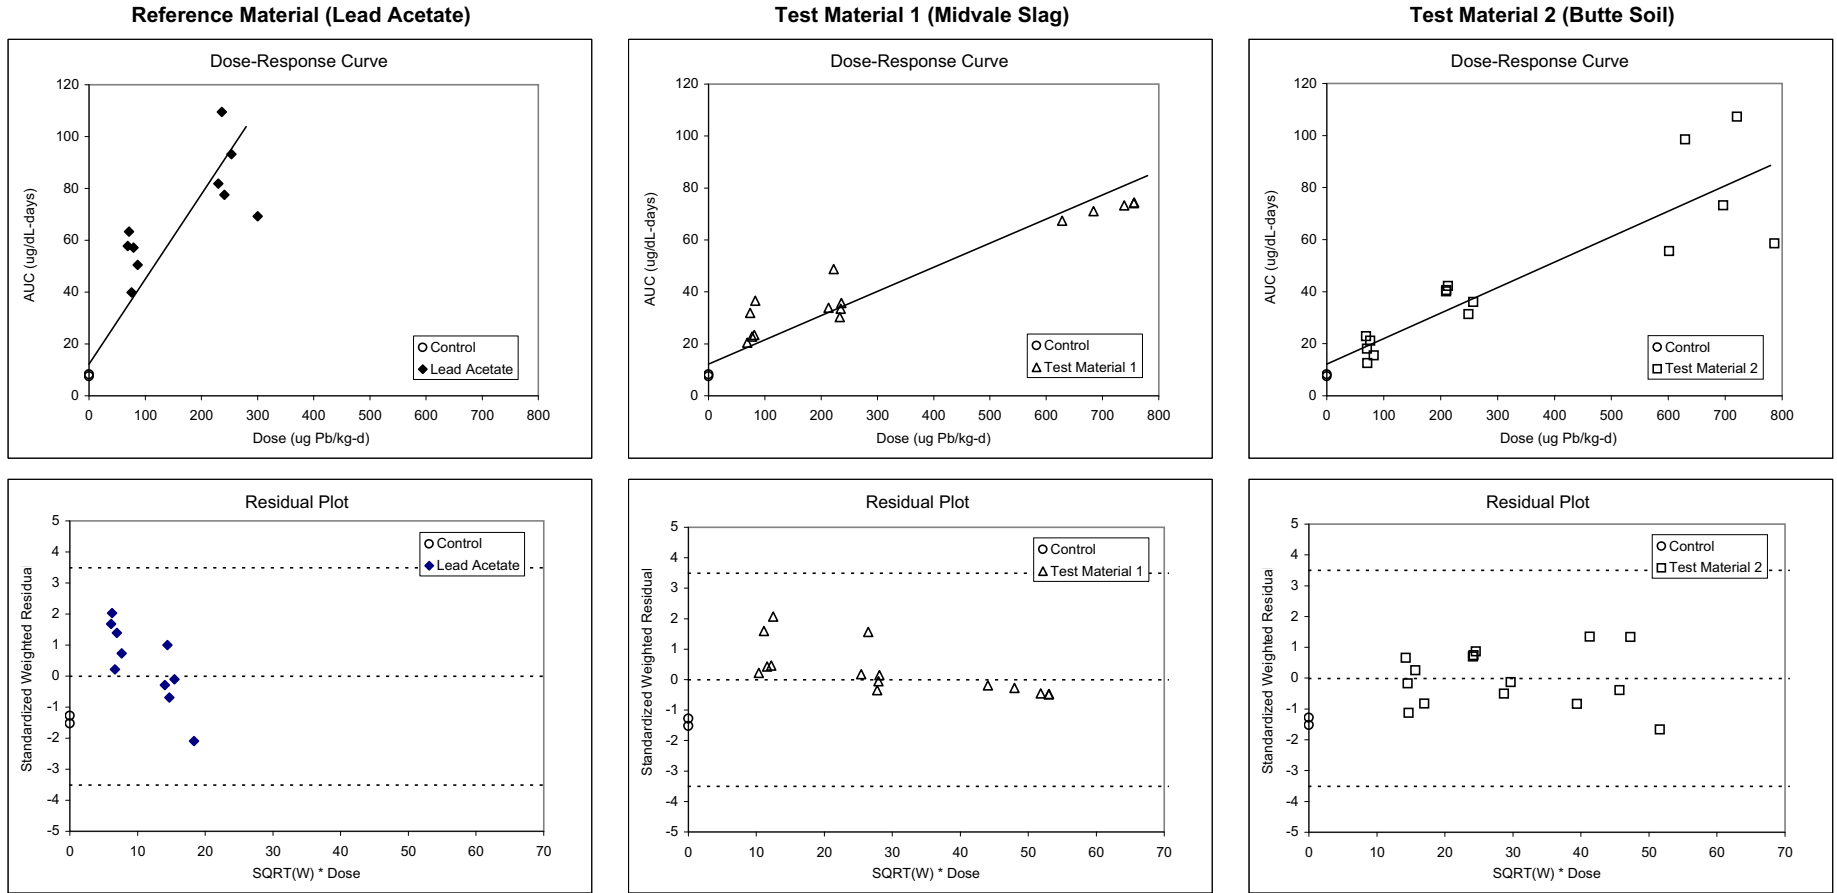 Reference Material (Lead Acetate)
Test Material 1 (Midvale Slag)
Test Material 2 (Butte Soil)
Dose-Response Curve
AUC (ug/dL-days)
120
100
80
60
40
20
0
0 100 200 300 400 500 600 700 800
Dose (ug Pb/kg-d)
Control
Lead Acetate
Dose-Response Curve
AUC (ug/dL-days)
120
100
80
60
40
20
0
0 100 200 300 400 500 600 700 800
Dose (ug Pb/kg-d)
Control
Test Material 1
Dose-Response Curve
AUC (ug/dL-days)
120
100
80
60
40
20
0
0 100 200 300 400 500 600 700 800
Dose (ug Pb/kg-d)
Control
Test Material 2
Residual Plot
Standardized Weighted Residual
5
4
3
2
1
0
-1
-2
-3
-4
-5
0 10 20 30 40 50 60 70
SQRT(W) * Dose
Control
Lead Acetate
Residual Plot
Standardized Weighted Residual
5
4
3
2
1
0
-1
-2
-3
-4
-5
0 10 20 30 40 50 60 70
SQRT(W) * Dose
Control
Test Material 1
Residual Plot
Standardized Weighted Residua
5
4
3
2
1
0
-1
-2
-3
-4
-5
0 10 20 30 40 50 60 70
SQRT(W) * Dose
Control
Test Material 2